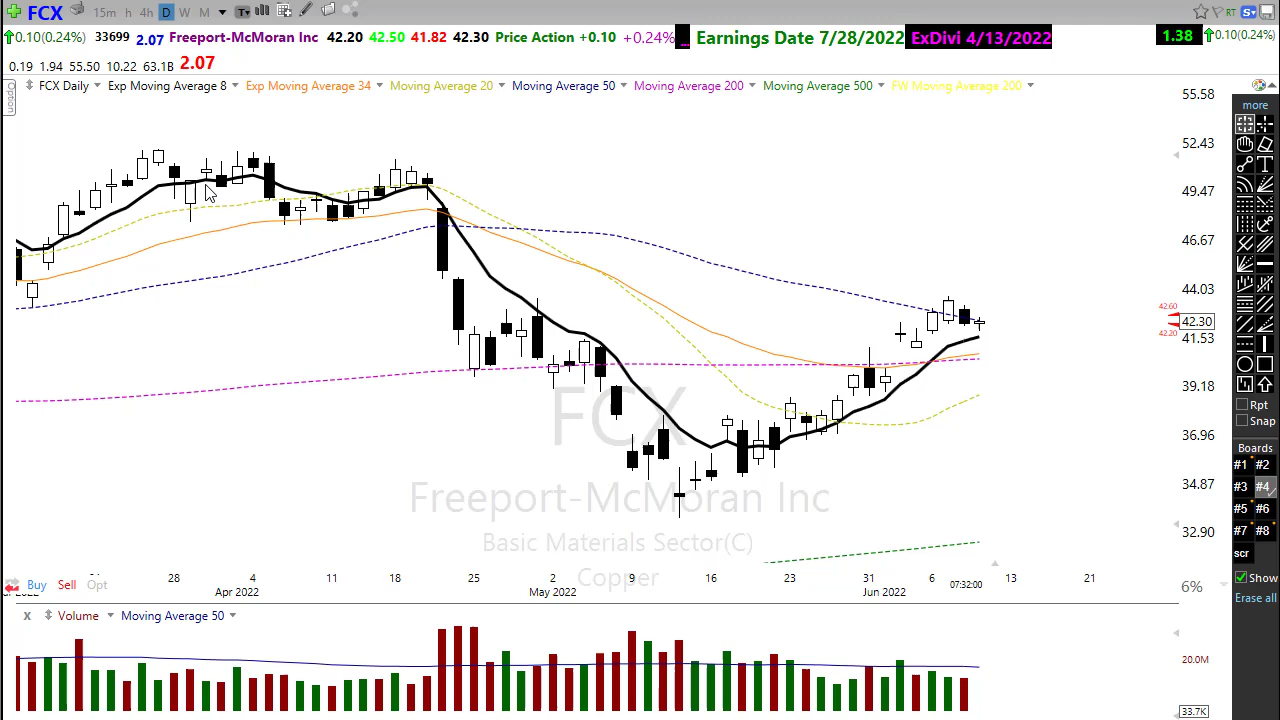 FCX 15m h 4h D W M T RT S
0.10(0.24%) 33699 2.07 Freeport-McMoran Inc 42.20 42.50 41.82 42.30 Price Action +0.10 +0.24% Earnings Date 7/28/2022 ExDivi 4/13/2022 1.38 0.10(0.24%)
0.19 1.94 55.50 10.22 63.1B 2.07
Option
FCX Daily Exp Moving Average 8 Exp Moving Average 34 Moving Average 20 Moving Average 50 Moving Average 200 Moving Average 500 FW Moving Average 200
55.58
52.43
49.47
46.67
44.03
42.60
42.30
42.20
41.53
39.18
36.96
34.87
32.90
6%
FCX
Freeport-McMoran Inc
Basic Materials Sector(C)
Copper
Buy Sell Opt
28 4 11 18 25 2 9 16 23 31 6 07:32:00 13 21
Apr 2022 May 2022 Jun 2022
x Volume Moving Average 50
20.0M
33.7K
more
T
Rpt
Snap
Boards
#1 #2
#3 #4
#5 #6
#7 #8
scr
Show
Erase all